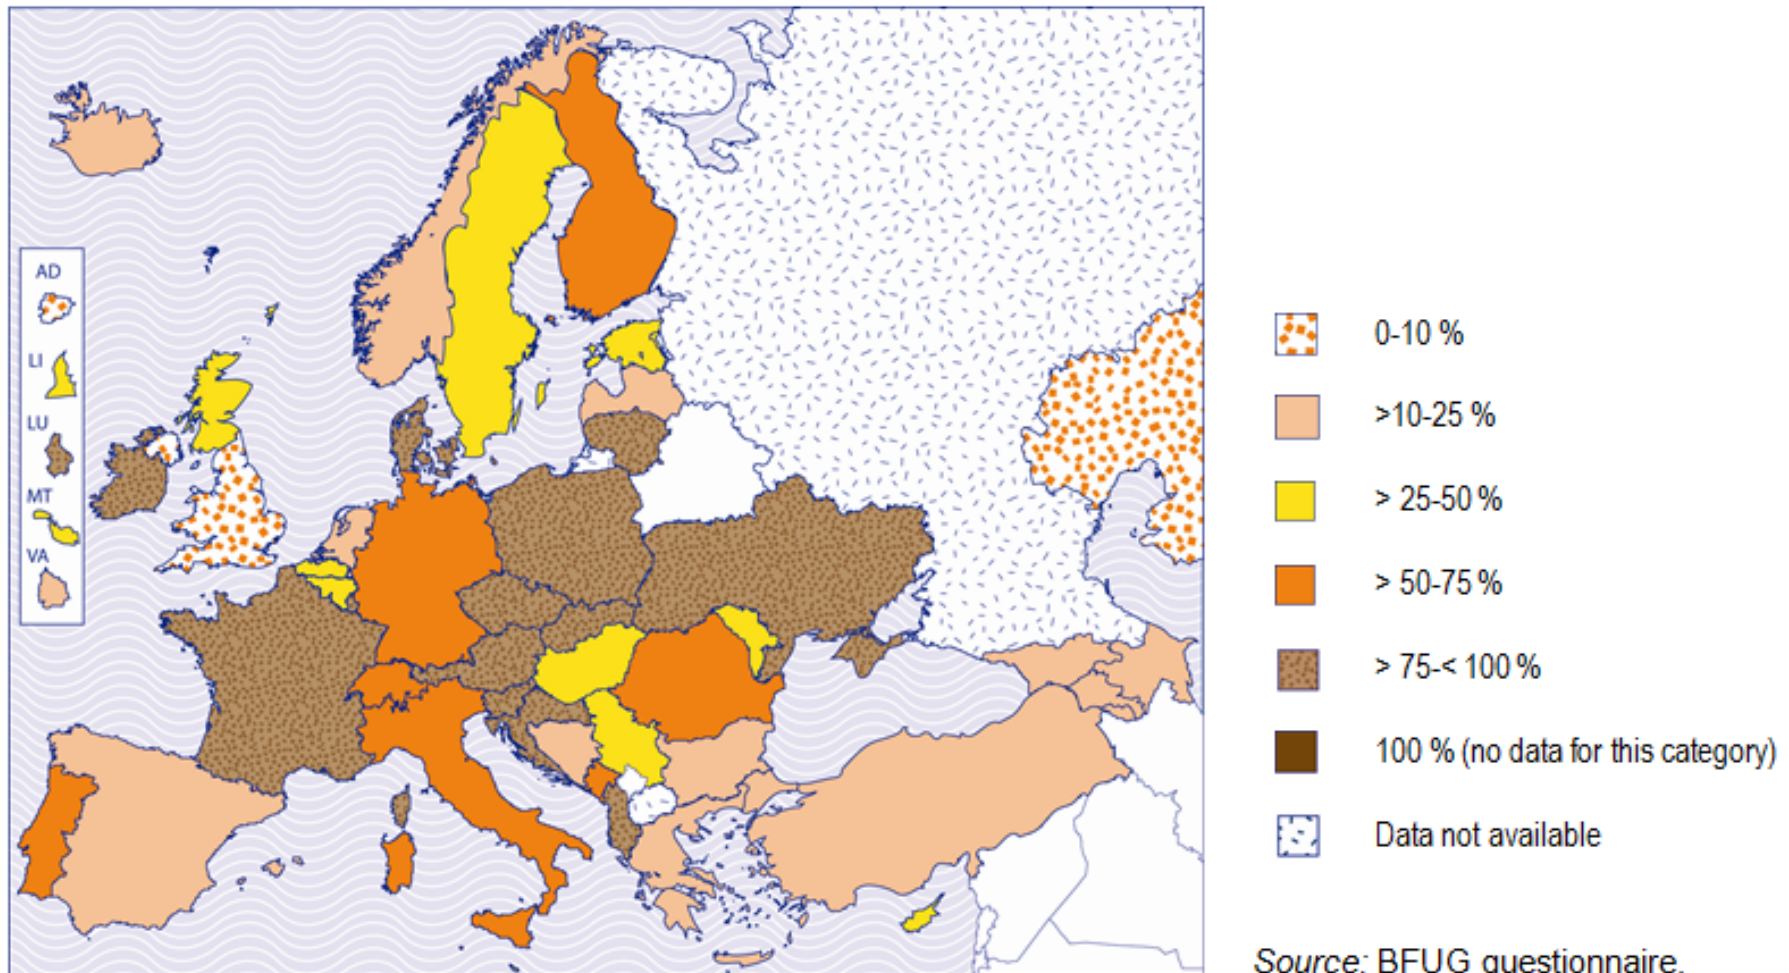 AD
LI
LU
MT
VA
0-10 %
>10-25 %
> 25-50 %
> 50-75 %
> 75-< 100 %
100 % (no data for this category)
Data not available
Source: BFUG questionnaire.